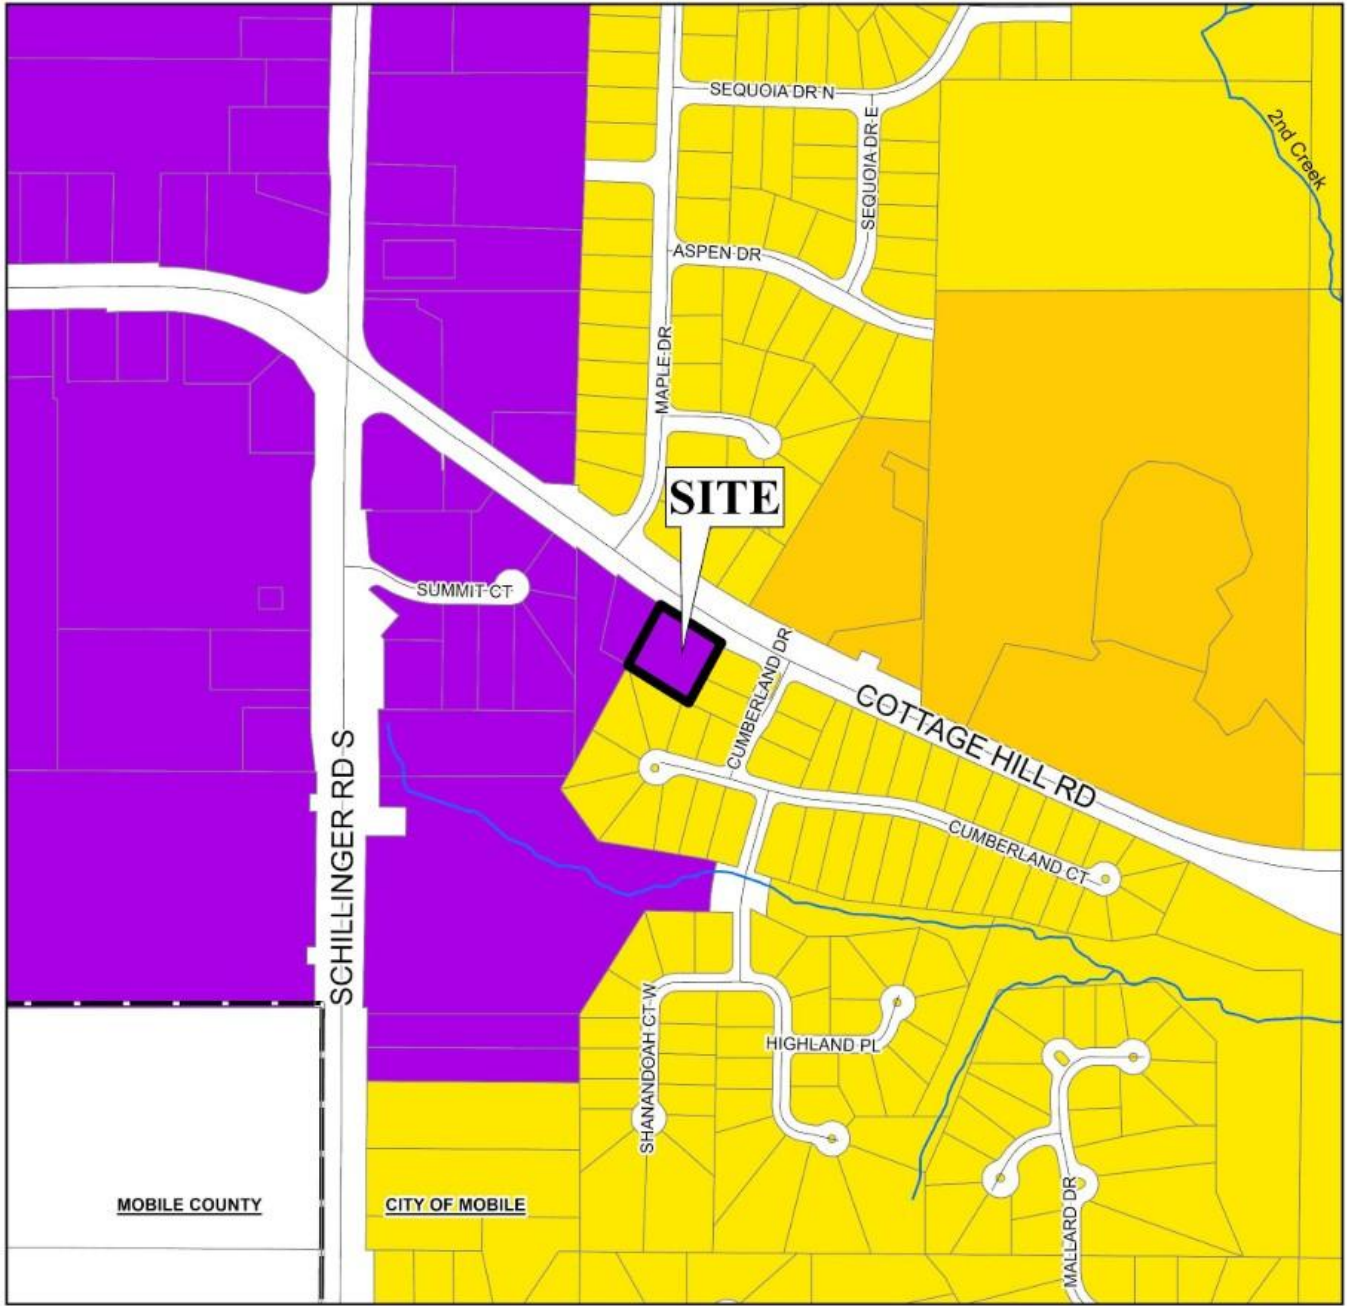 SEQUOIA DR N
2nd Creek
SEQUOIA DR E
ASPEN DR
MAPLE DR
SITE
SUMMIT CT
CUMBERLAND DR
COTTAGE HILL RD
SCHILLINGER RD S
CUMBERLAND CT
SHANANDOAH CT W
HIGHLAND PL
MALLARD DR
MOBILE COUNTY
CITY OF MOBILE